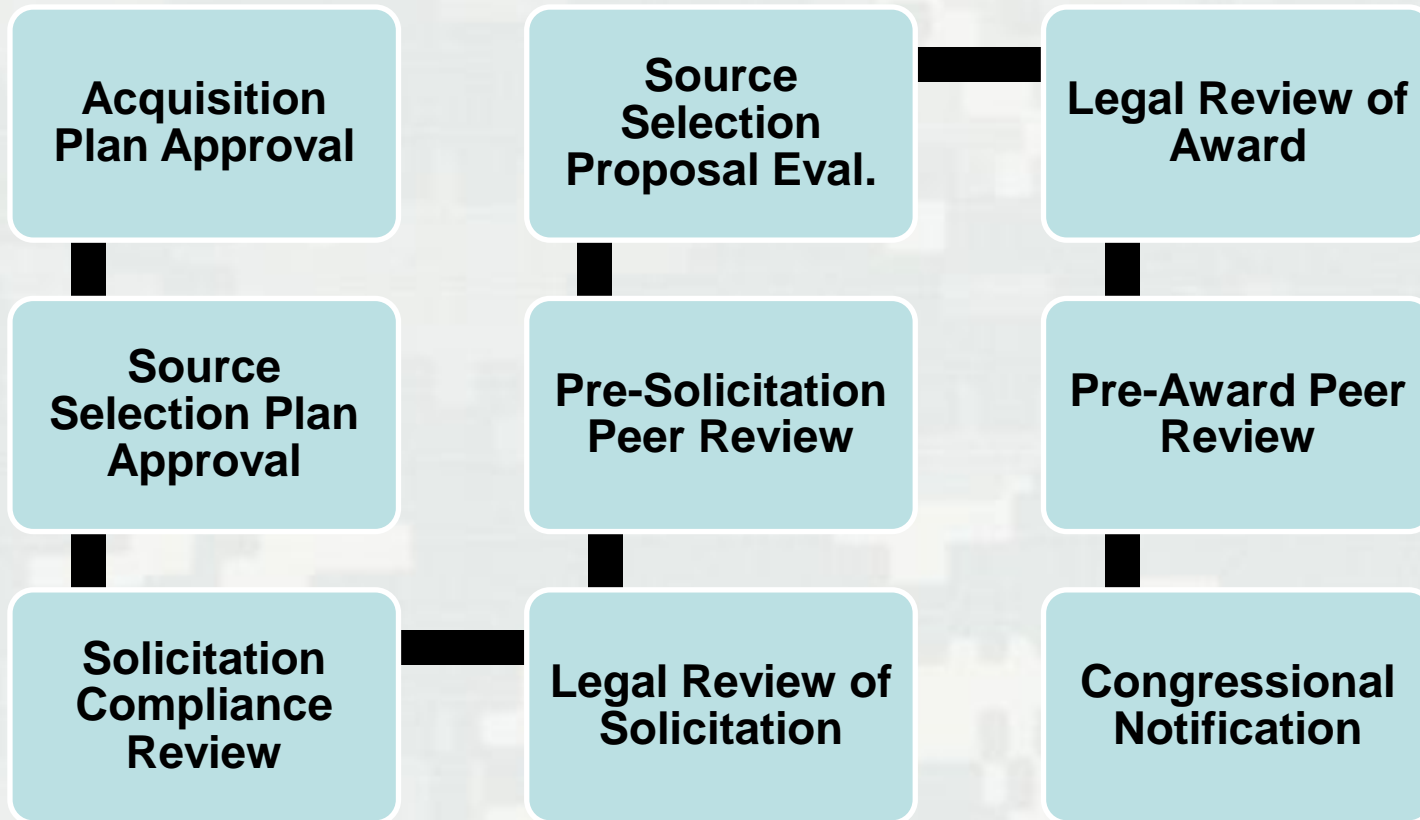 Acquisition
Plan Approval
Source
Selection Plan
Approval
Solicitation
Compliance
Review
Legal Review of
Solicitation
Pre-Solicitation
Peer Review
Source
Selection
Proposal Eval.
Legal Review of
Award
Pre-Award Peer
Review
Congressional
Notification